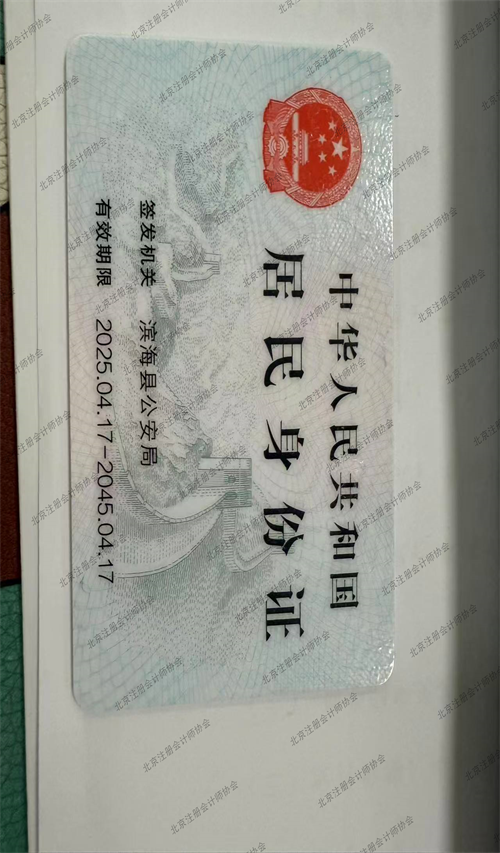 中华人民共和国
居民身份证
签发机关 滨海县公安局
有效期限 2025.04.17-2045.04.17
北京注册会计师协会